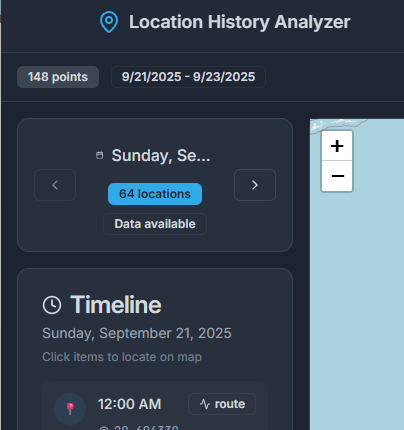 Location History Analyzer
148 points
9/21/2025 - 9/23/2025
Sunday, Se...
64 locations
Data available
+
−
Timeline
Sunday, September 21, 2025
Click items to locate on map
12:00 AM
route